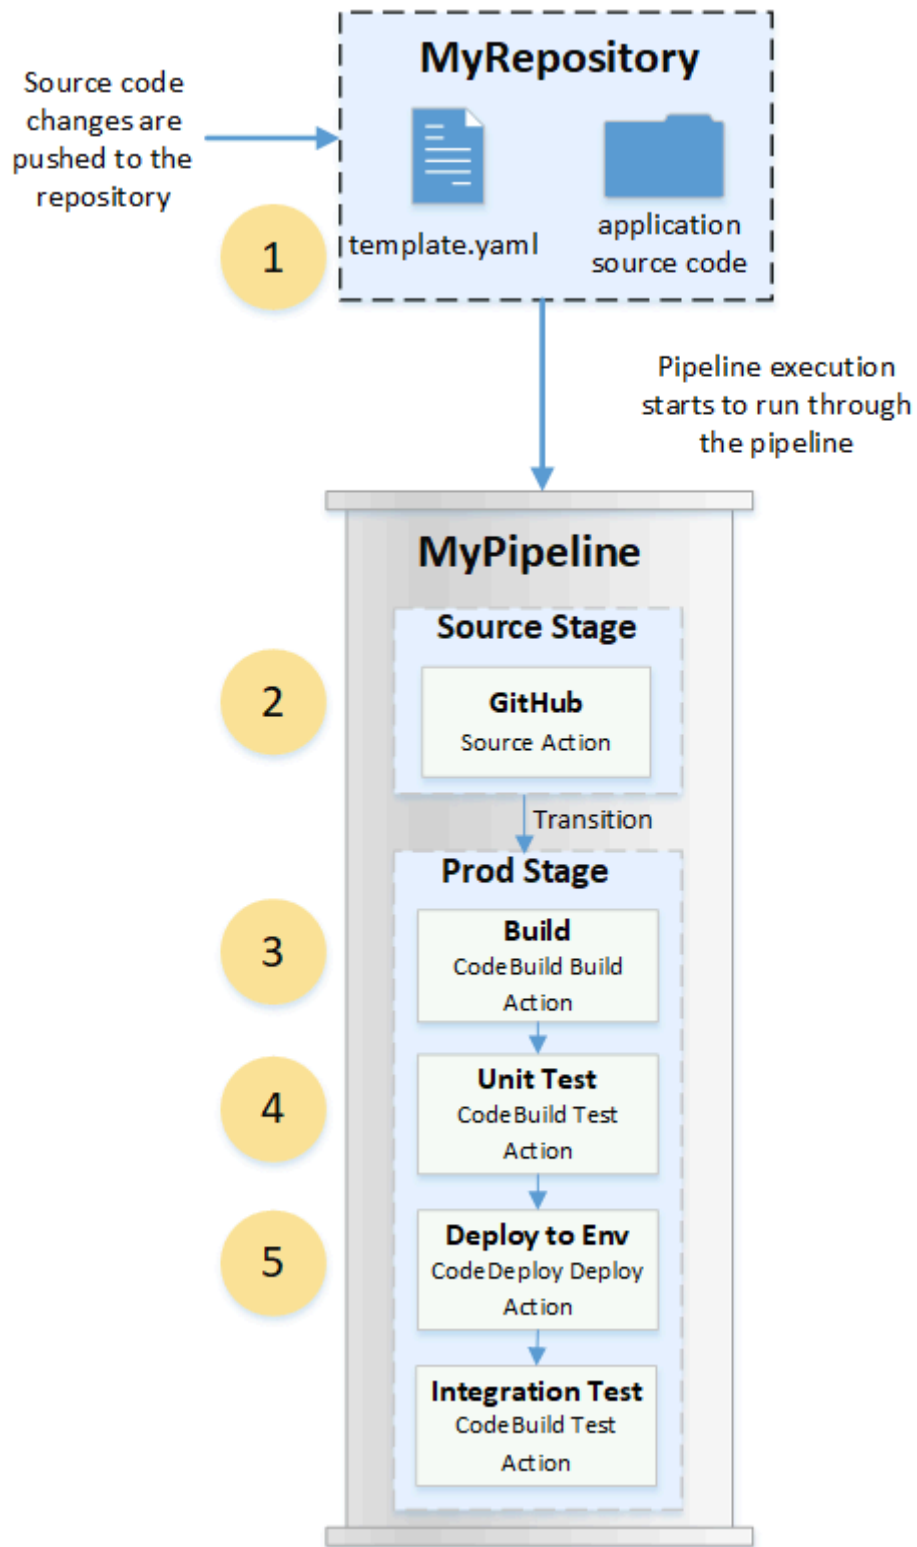 MyRepository
Source code
changes are
pushed to the
repository
template.yaml
application
source code
1
Pipeline execution
starts to run through
the pipeline
MyPipeline
Source Stage
2
GitHub
Source Action
Transition
Prod Stage
3
Build
CodeBuild Build
Action
4
Unit Test
CodeBuild Test
Action
5
Deploy to Env
CodeDeploy Deploy
Action
Integration Test
CodeBuild Test
Action